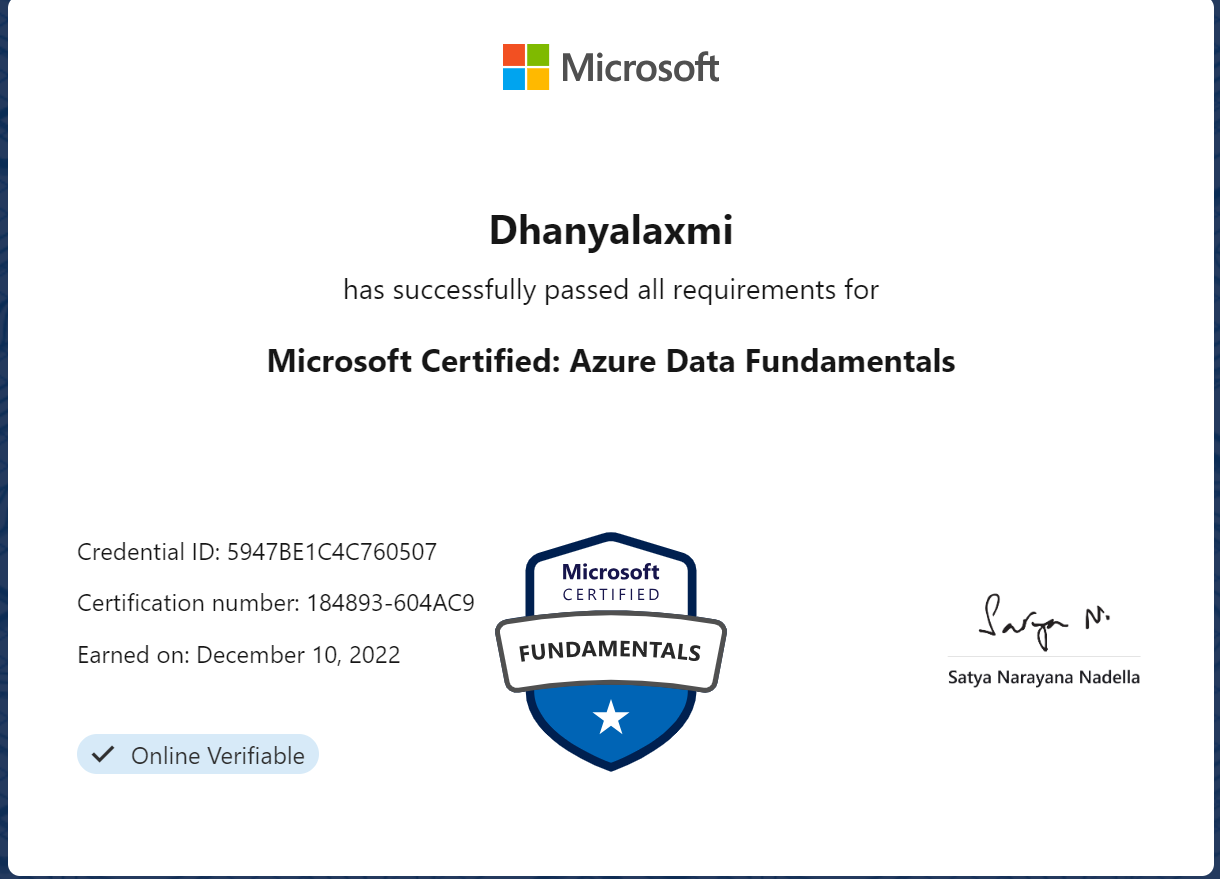 Microsoft
Dhanyalaxmi
has successfully passed all requirements for
Microsoft Certified: Azure Data Fundamentals
Credential ID: 5947BE1C4C760507
Certification number: 184893-604AC9
Earned on: December 10, 2022
Online Verifiable
Microsoft
CERTIFIED
FUNDAMENTALS
Satya N.
Satya Narayana Nadella